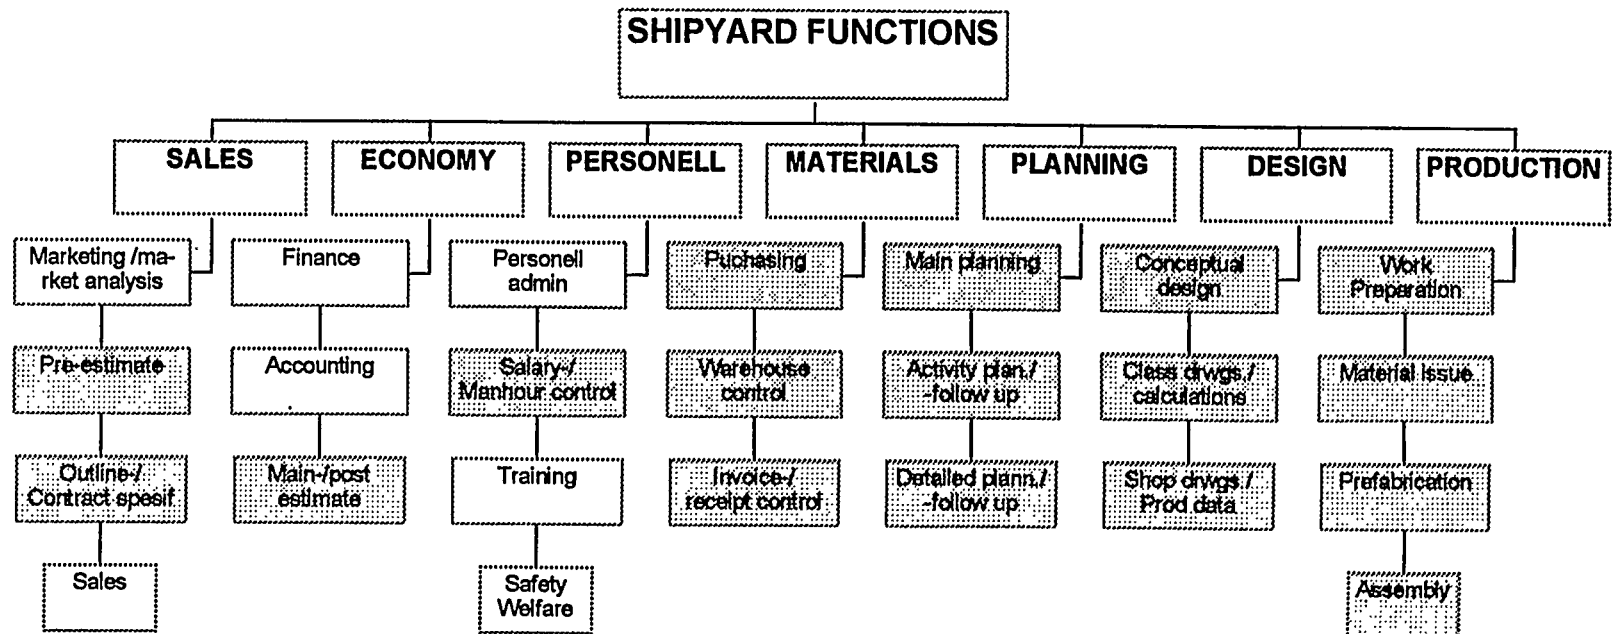 SHIPYARD FUNCTIONS
SALES
ECONOMY
PERSONELL
MATERIALS
PLANNING
DESIGN
PRODUCTION
Marketing /ma-
rket analysis
Finance
Personell
admin
Puchasing
Main planning
Conceptual
design
Work
Preparation
Pre-estimate
Accounting
Salary-/
Manhour control
Warehouse
control
Activity plan./
-follow up
Class drwgs./
calculations
Material issue
Outline-/
Contract spesif
Main-/post
estimate
Training
Invoice-/
receipt control
Detailed plann./
-follow up
Shop drwgs./
Prod data
Prefabrication
Sales
Safety
Welfare
Assembly